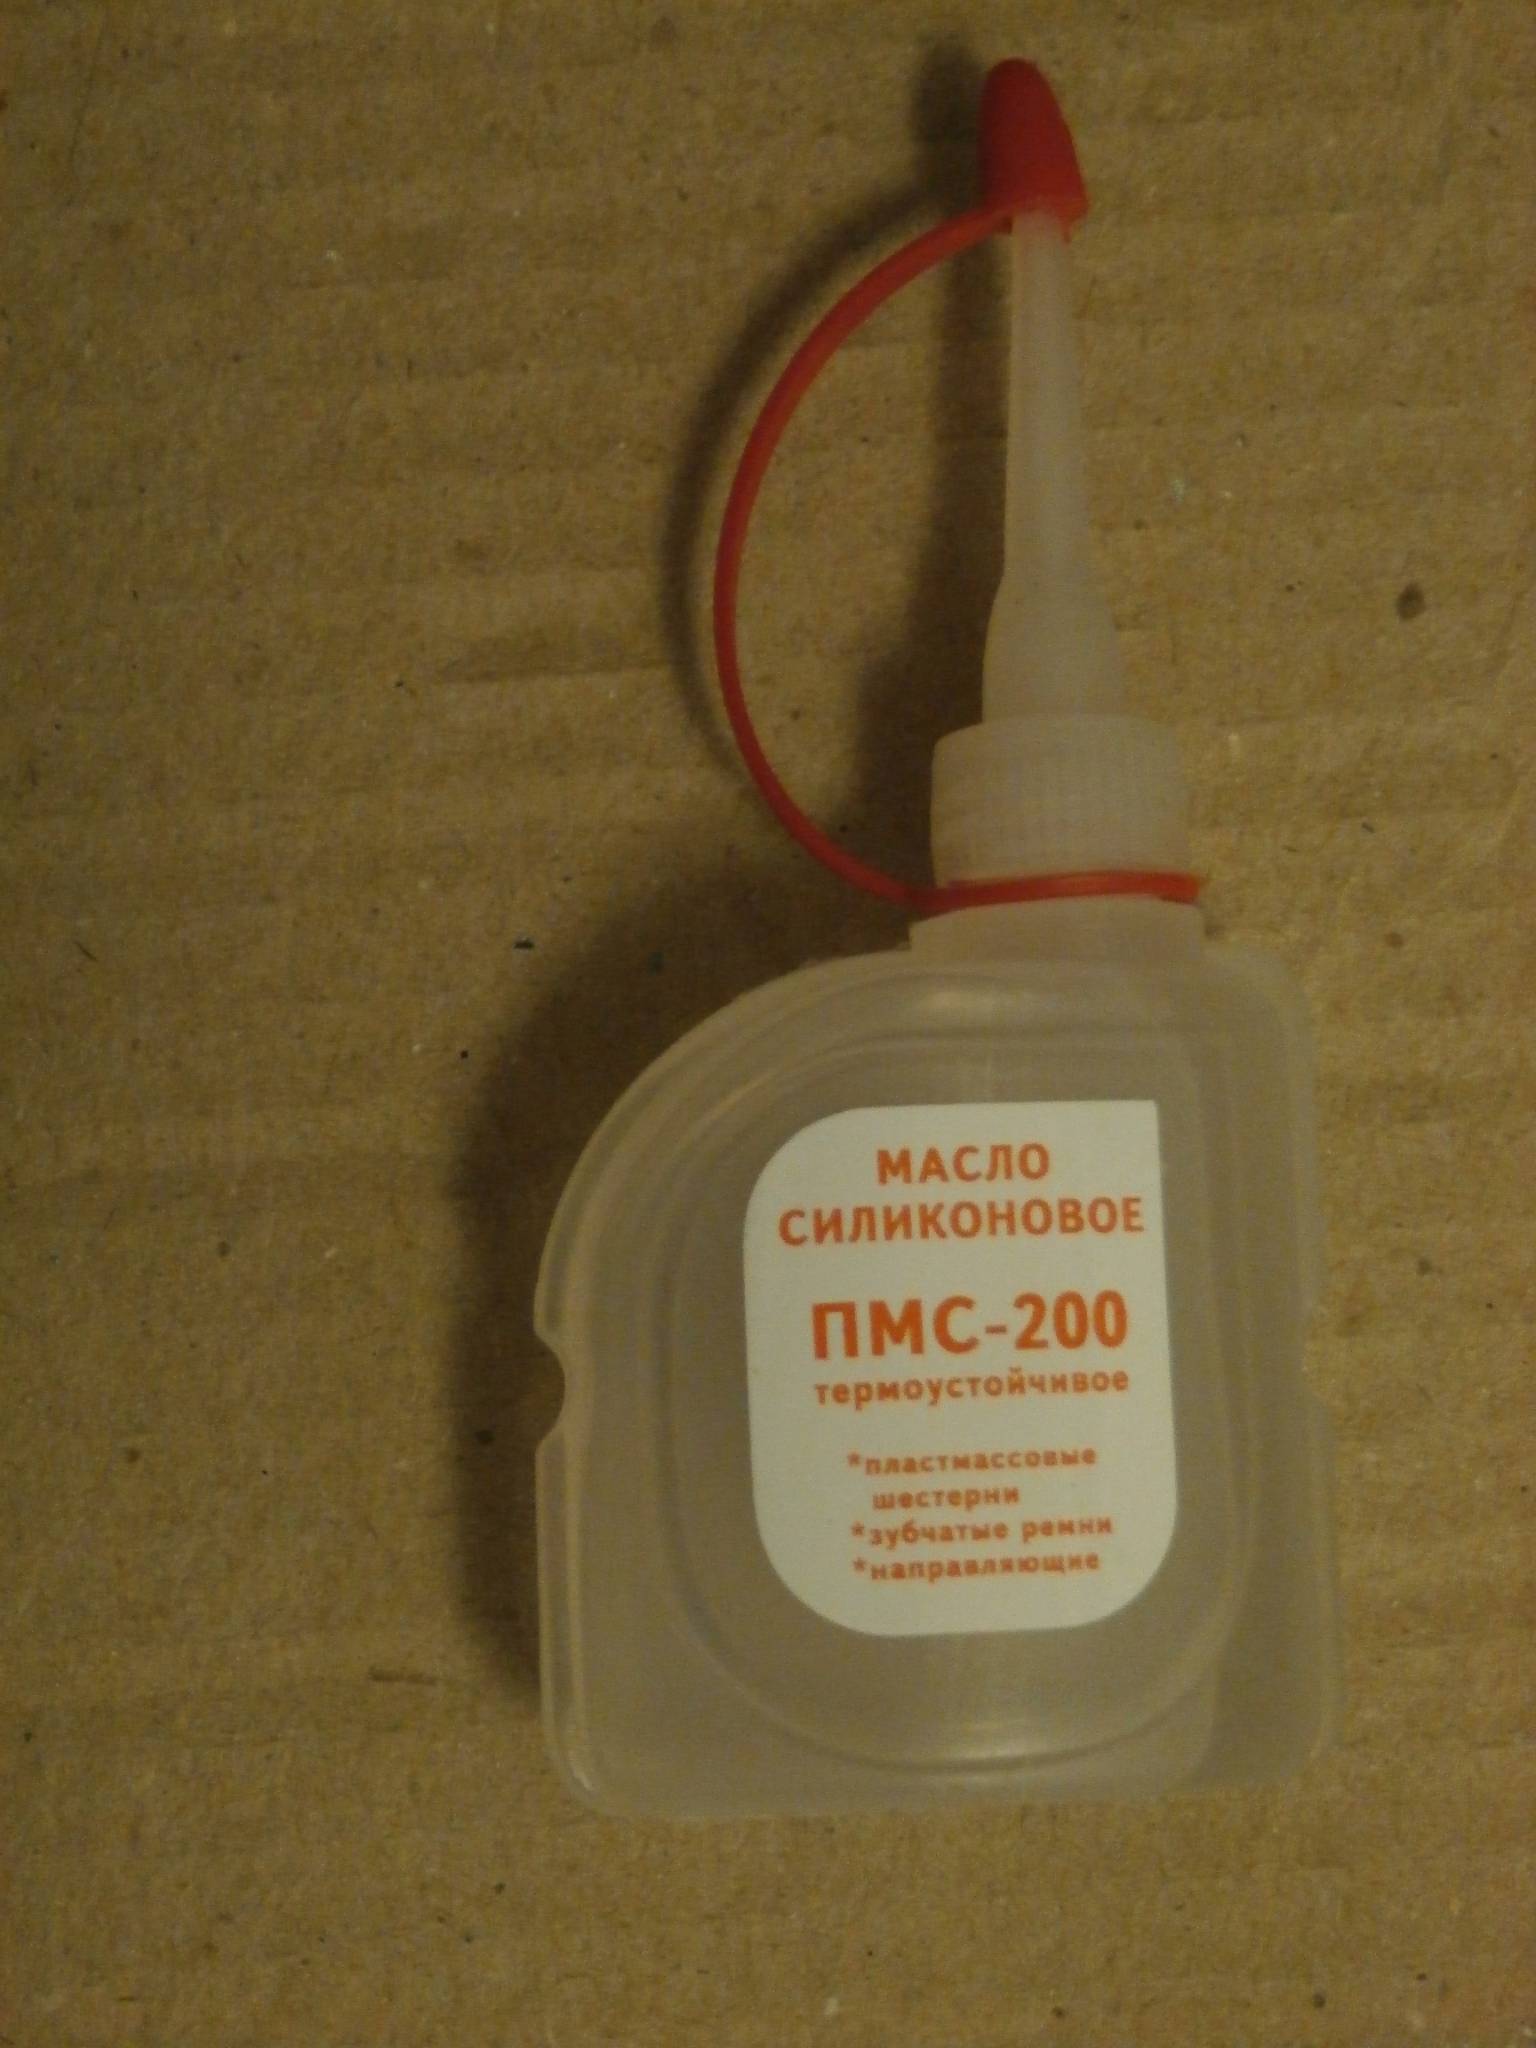 МАСЛО
СИЛИКОНОВОЕ
ПМС-200
термоустойчивое
*пластмассовые
шестерни
*зубчатые ремни
*направляющие